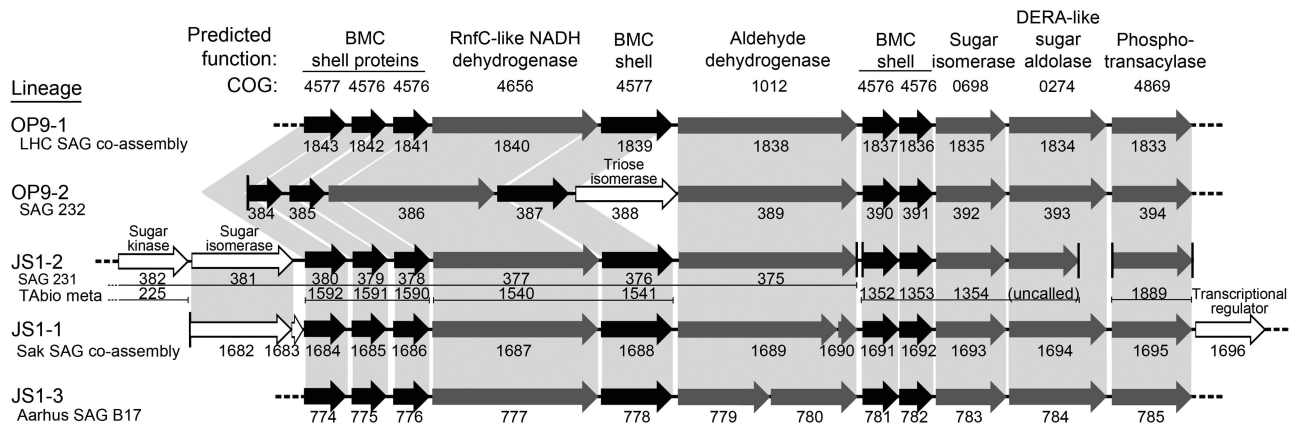 Predicted function: BMC shell proteins RnfC-like NADH dehydrogenase BMC shell Aldehyde dehydrogenase BMC shell Sugar isomerase DERA-like sugar aldolase Phospho-transacylase
COG: 4577 4576 4576 4656 4577 1012 4576 4576 0698 0274 4869
Lineage
OP9-1
LHC SAG co-assembly 1843 1842 1841 1840 1839 1838 1837 1836 1835 1834 1833
Triose isomerase
OP9-2
SAG 232 384 385 386 387 388 389 390 391 392 393 394
Sugar kinase Sugar isomerase
JS1-2
SAG 231 382 381 380 379 378 377 376 375
TAbio meta 225 1592 1591 1590 1540 1541 1352 1353 1354 (uncalled) 1889
Transcriptional regulator
JS1-1
Sak SAG co-assembly 1682 1683 1684 1685 1686 1687 1688 1689 1690 1691 1692 1693 1694 1695 1696
JS1-3
Aarhus SAG B17 774 775 776 777 778 779 780 781 782 783 784 785